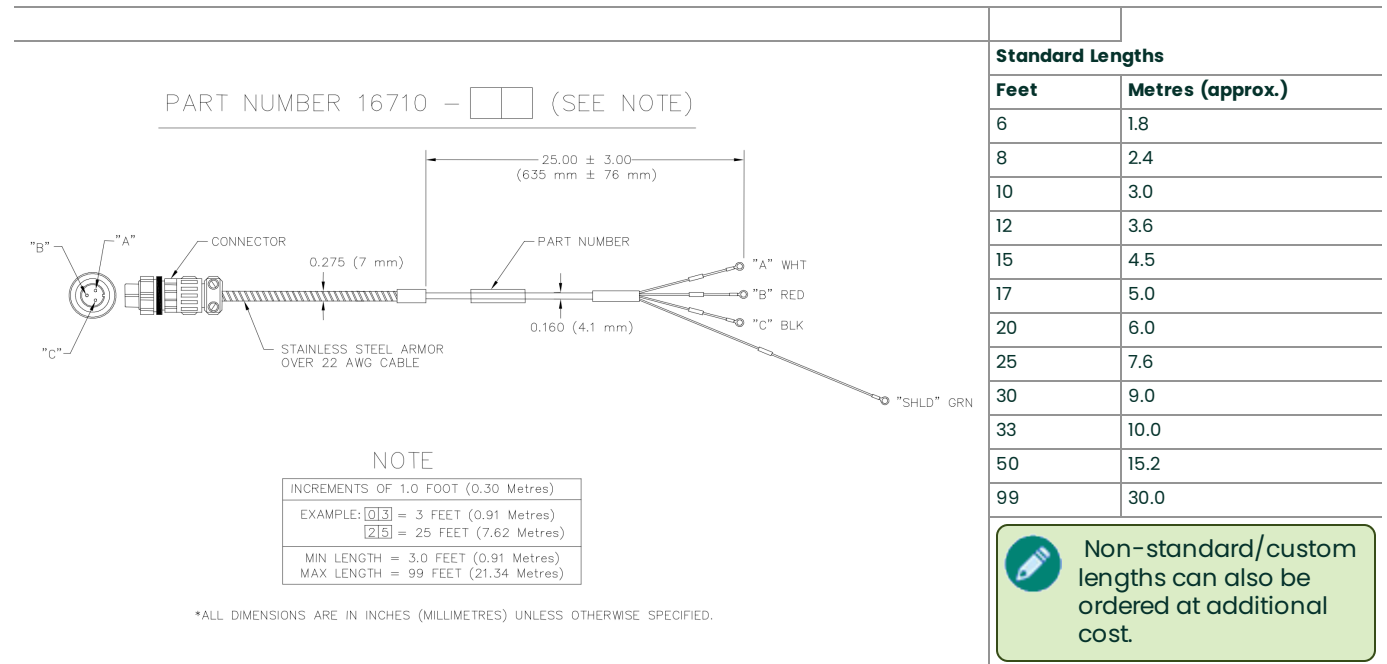 PART NUMBER 16710 - (SEE NOTE)
25.00 ± 3.00
(635 mm ± 76 mm)
"B"
"A"
CONNECTOR
PART NUMBER
0.275 (7 mm)
"A" WHT
"B" RED
"C" BLK
0.160 (4.1 mm)
"C"
STAINLESS STEEL ARMOR
OVER 22 AWG CABLE
"SHLD" GRN
NOTE
INCREMENTS OF 1.0 FOOT (0.30 Metres)
EXAMPLE: 03 = 3 FEET (0.91 Metres)
25 = 25 FEET (7.62 Metres)
MIN LENGTH = 3.0 FEET (0.91 Metres)
MAX LENGTH = 99 FEET (21.34 Metres)
*ALL DIMENSIONS ARE IN INCHES (MILLIMETRES) UNLESS OTHERWISE SPECIFIED.
Standard Lengths
Feet Metres (approx.)
6 1.8
8 2.4
10 3.0
12 3.6
15 4.5
17 5.0
20 6.0
25 7.6
30 9.0
33 10.0
50 15.2
99 30.0
Non-standard/custom
lengths can also be
ordered at additional
cost.